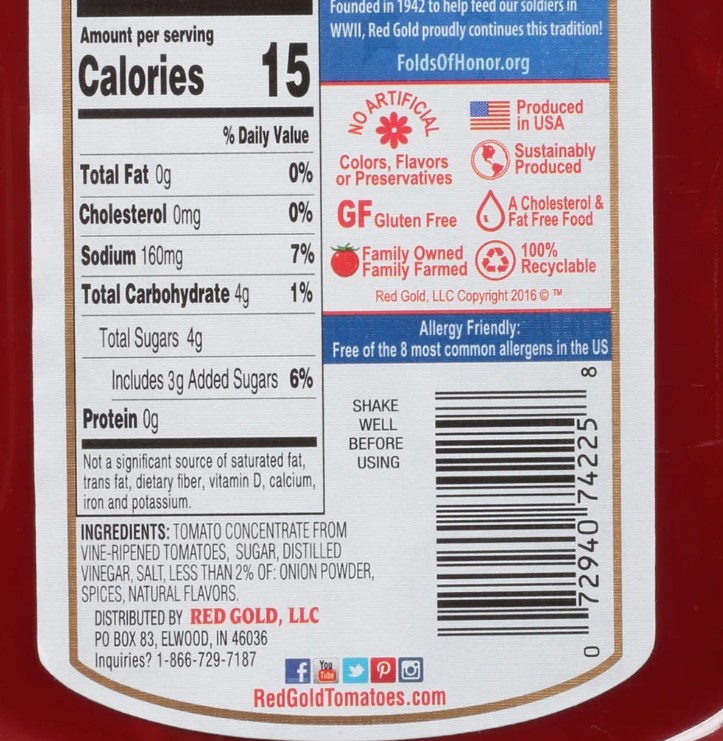 Amount per serving
Calories 15
% Daily Value
Total Fat 0g 0%
Cholesterol 0mg 0%
Sodium 160mg 7%
Total Carbohydrate 4g 1%
Total Sugars 4g
Includes 3g Added Sugars 6%
Protein 0g
Not a significant source of saturated fat,
trans fat, dietary fiber, vitamin D, calcium,
iron and potassium.
INGREDIENTS: TOMATO CONCENTRATE FROM
VINE-RIPENED TOMATOES, SUGAR, DISTILLED
VINEGAR, SALT, LESS THAN 2% OF: ONION POWDER,
SPICES, NATURAL FLAVORS.
DISTRIBUTED BY RED GOLD, LLC
PO BOX 83, ELWOOD, IN 46036
Inquiries? 1-866-729-7187
Founded in 1942 to help feed our soldiers in
WWII, Red Gold proudly continues this tradition!
FoldsOfHonor.org
NO ARTIFICIAL
Colors, Flavors
or Preservatives
Produced
in USA
Sustainably
Produced
GF Gluten Free
A Cholesterol &
Fat Free Food
Family Owned
Family Farmed
100%
Recyclable
Red Gold, LLC Copyright 2016 © ™
Allergy Friendly:
Free of the 8 most common allergens in the US
SHAKE
WELL
BEFORE
USING
0 72940 74225 8
f You Tube
RedGoldTomatoes.com